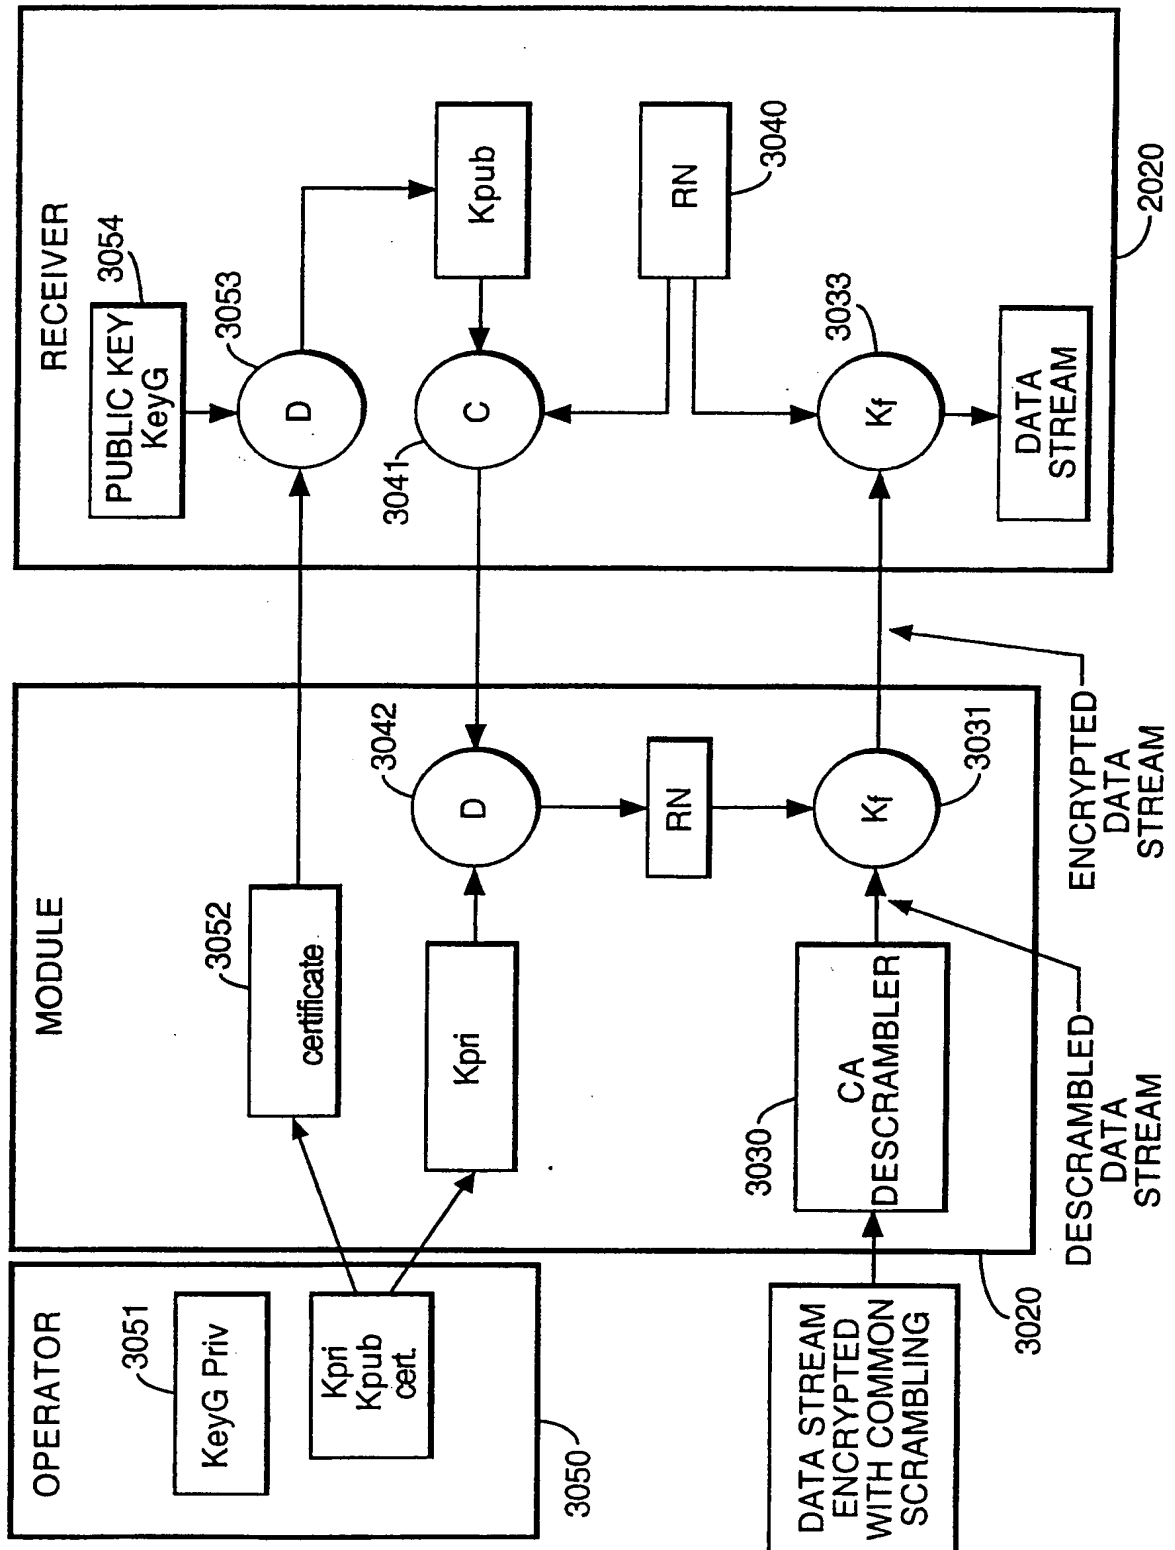 OPERATOR
3051
KeyG Priv
Kpri
Kpub
cert.
3050
DATA STREAM
ENCRYPTED
WITH COMMON
SCRAMBLING
MODULE
3052
certificate
Kpri
3042
D
RN
3030
CA
DESCRAMBLER
Kf
3031
3020
DESCRAMBLED
DATA
STREAM
ENCRYPTED
DATA
STREAM
RECEIVER
3054
PUBLIC KEY
KeyG
3053
D
Kpub
3041
C
RN
3040
3033
Kf
DATA
STREAM
2020